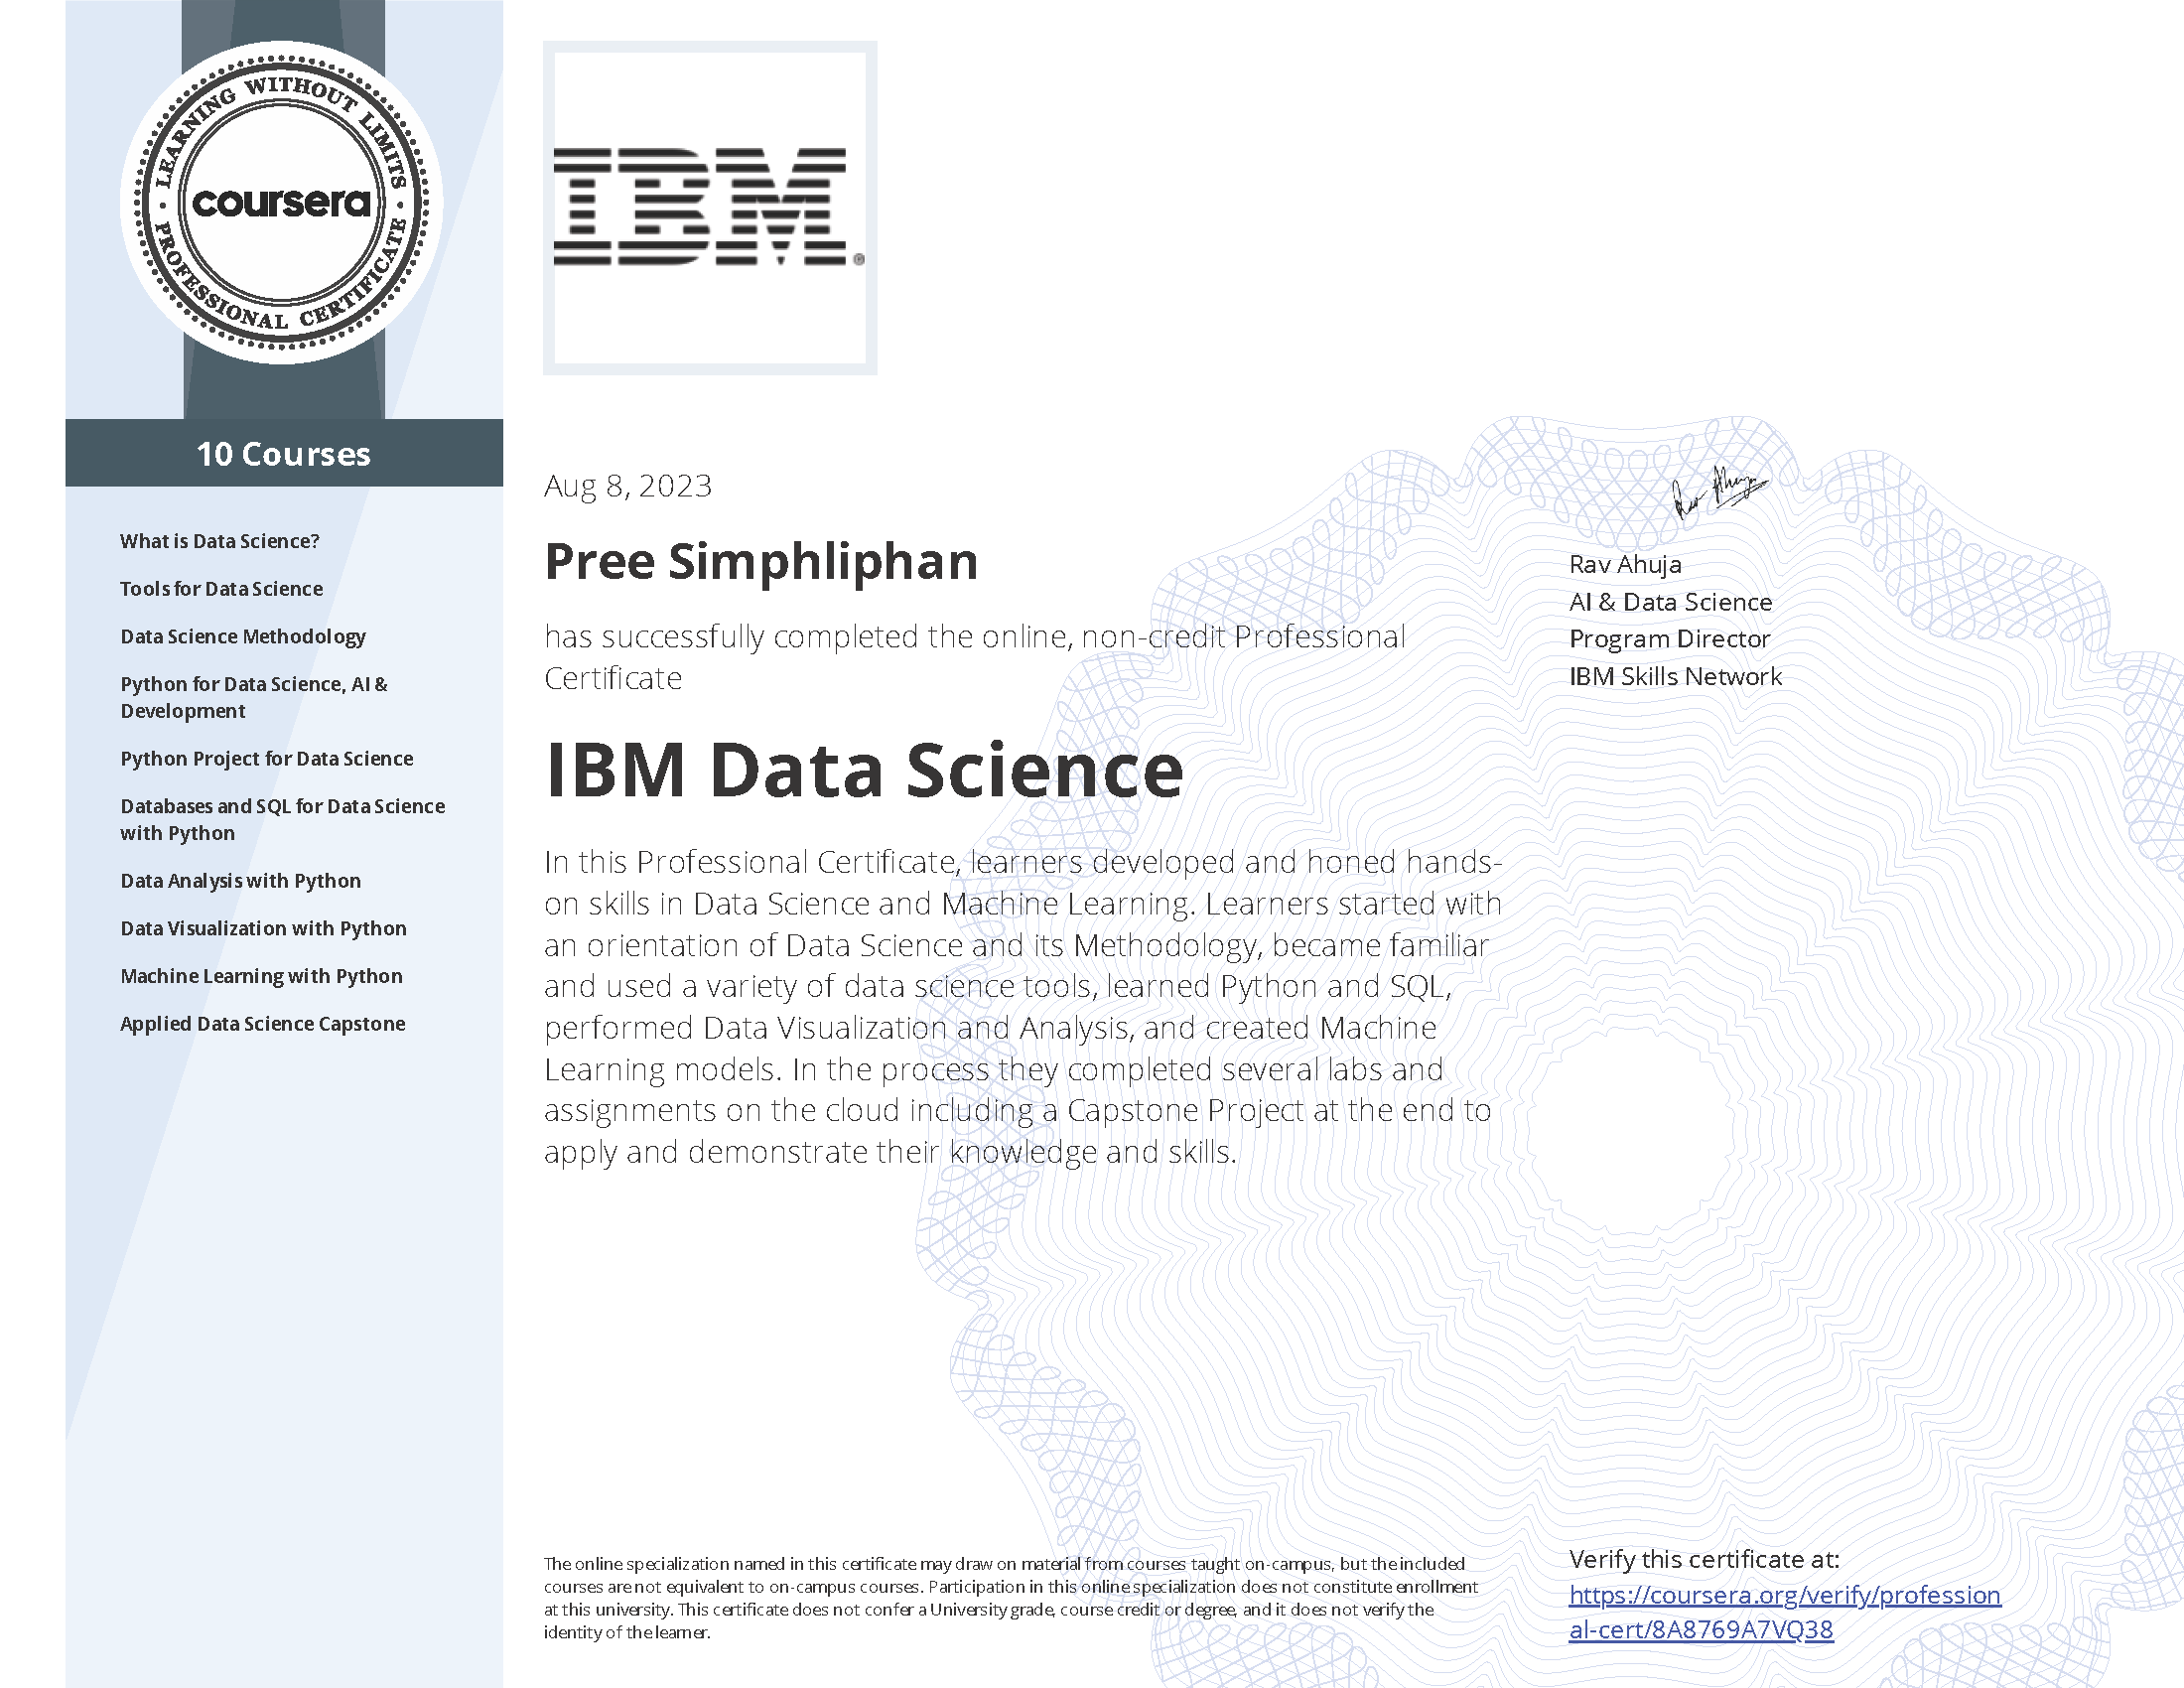 LEARNING WITHOUT LIMITS
coursera
PROFESSIONAL CERTIFICATE
10 Courses
What is Data Science?
Tools for Data Science
Data Science Methodology
Python for Data Science, AI &
Development
Python Project for Data Science
Databases and SQL for Data Science
with Python
Data Analysis with Python
Data Visualization with Python
Machine Learning with Python
Applied Data Science Capstone
IBM®
Aug 8, 2023
Pree Simphliphan
has successfully completed the online, non-credit Professional
Certificate
IBM Data Science
In this Professional Certificate, learners developed and honed hands-
on skills in Data Science and Machine Learning. Learners started with
an orientation of Data Science and its Methodology, became familiar
and used a variety of data science tools, learned Python and SQL,
performed Data Visualization and Analysis, and created Machine
Learning models. In the process they completed several labs and
assignments on the cloud including a Capstone Project at the end to
apply and demonstrate their knowledge and skills.
Rav Ahuja
Rav Ahuja
AI & Data Science
Program Director
IBM Skills Network
The online specialization named in this certificate may draw on material from courses taught on-campus, but the included
courses are not equivalent to on-campus courses. Participation in this online specialization does not constitute enrollment
at this university. This certificate does not confer a University grade, course credit or degree, and it does not verify the
identity of the learner.
Verify this certificate at:
https://coursera.org/verify/profession
al-cert/8A8769A7VQ38